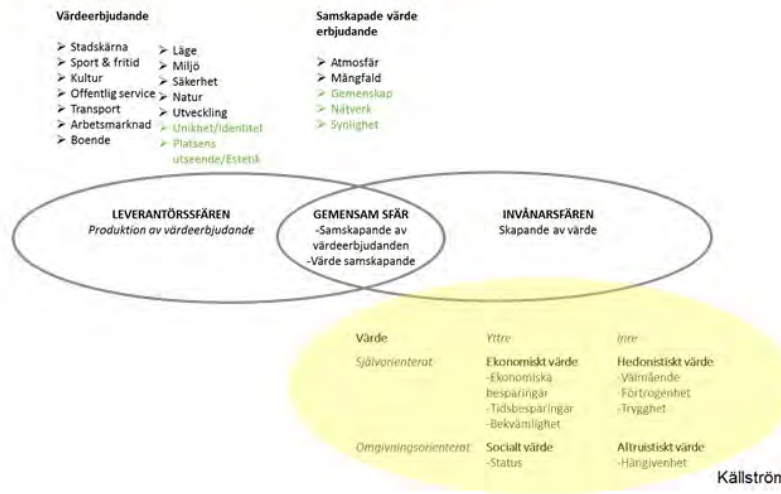 Värdeerbjudande
➢ Stadskärna
➢ Sport & fritid
➢ Kultur
➢ Offentlig service
➢ Transport
➢ Arbetsmarknad
➢ Boende
➢ Läge
➢ Miljö
➢ Säkerhet
➢ Natur
➢ Utveckling
➢ Unikhet/Identitet
➢ Platsens
utseende/Estetik
Samskapade värde
erbjudande
➢ Atmosfär
➢ Mångfald
➢ Gemenskap
➢ Nätverk
➢ Synlighet
LEVERANTÖRSSFÄREN
Produktion av värdeerbjudande
GEMENSAM SFÄR
-Samskapande av
värdeerbjudanden
-Värde samskapande
INVÅNARSFÄREN
Skapande av värde
Värde Yttre Inre
Självorienterat Ekonomiskt värde Hedonistiskt värde
-Ekonomiska -Välmående
besparingar -Förtrogenhet
-Tidsbesparingar -Trygghet
-Bekvämlighet
Omgivningsorienterat Socialt värde Altruistiskt värde
-Status -Hängivenhet
Källström